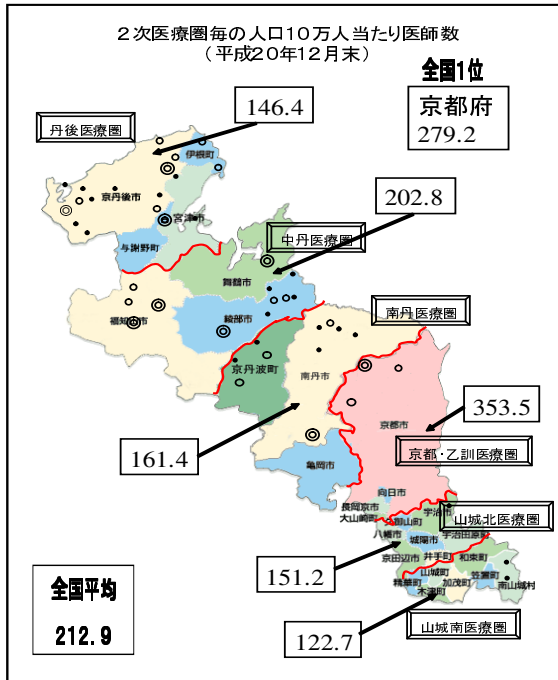 2次医療圏毎の人口10万人当たり医師数
(平成20年12月末)
全国1位
京都府
279.2
146.4
丹後医療圏
伊根町
京丹後市
宮津市
与謝野町
202.8
中丹医療圏
舞鶴市
綾部市
福知山市
南丹医療圏
京丹波町
南丹市
353.5
京都市
京都・乙訓医療圏
161.4
亀岡市
向日市
長岡京市
大山崎町
宇治市
久御山町
山城北医療圏
八幡市
城陽市
宇治田原町
京田辺市
井手町
和束町
151.2
山城町
笠置町
精華町
加茂町
南山城村
木津町
122.7
山城南医療圏
全国平均
212.9